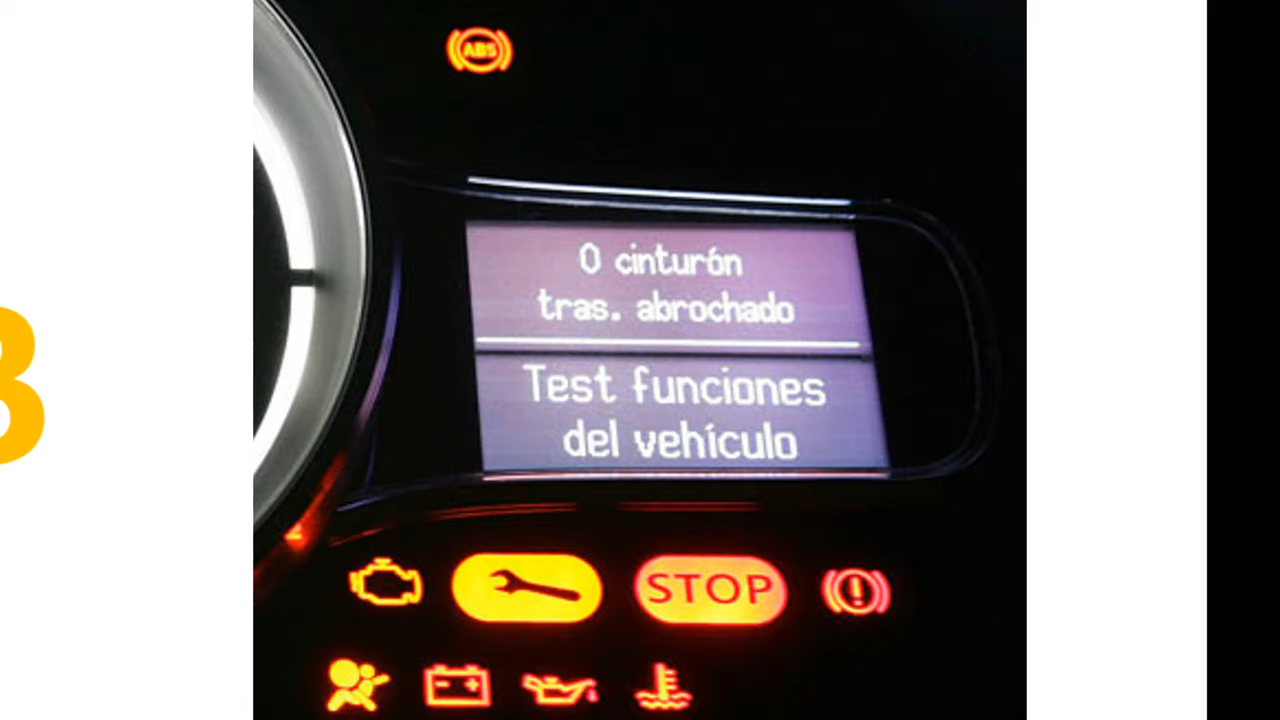 ABS
0 cinturón
tras. abrochado
Test funciones
del vehículo
STOP